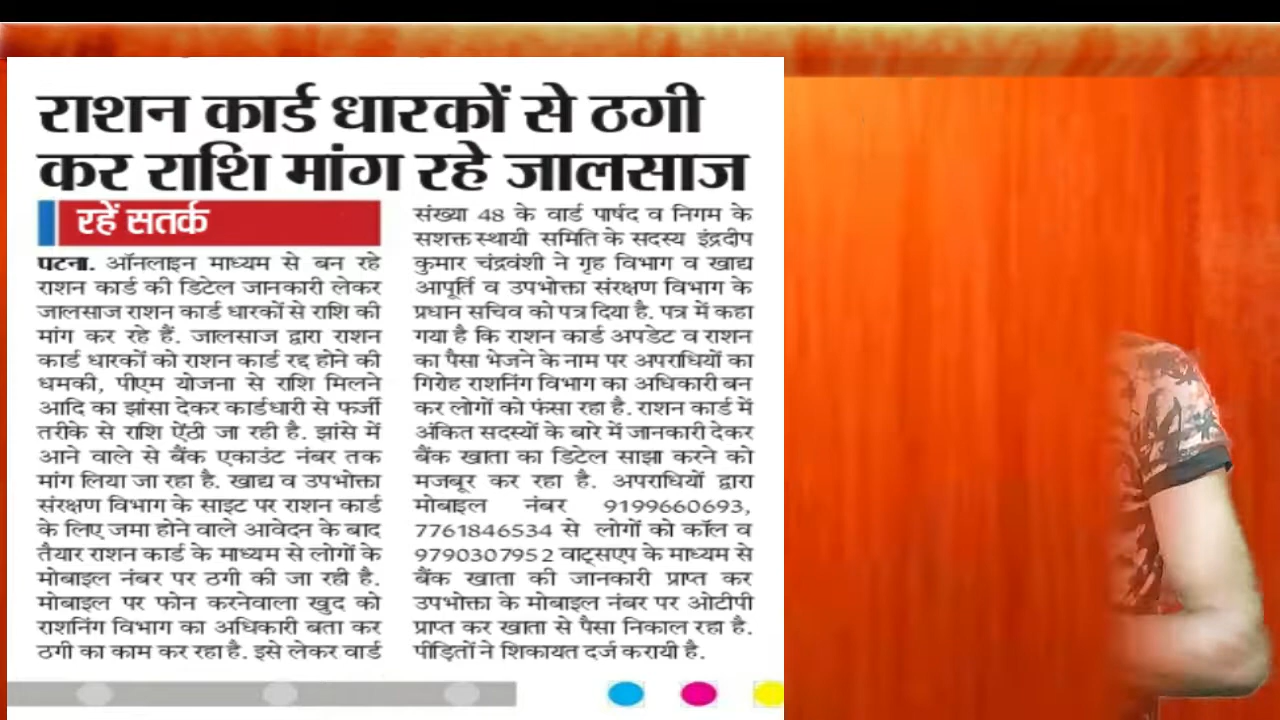 राशन कार्ड धारकों से ठगी
कर राशि मांग रहे जालसाज
रहें सतर्क
पटना. ऑनलाइन माध्यम से बन रहे
राशन कार्ड की डिटेल जानकारी लेकर
जालसाज राशन कार्ड धारकों से राशि की
मांग कर रहे हैं. जालसाज द्वारा राशन
कार्ड धारकों को राशन कार्ड रद्द होने की
धमकी, पीएम योजना से राशि मिलने
आदि का झांसा देकर कार्डधारी से फर्जी
तरीके से राशि ऐंठी जा रही है. झांसे में
आने वाले से बैंक एकाउंट नंबर तक
मांग लिया जा रहा है. खाद्य व उपभोक्ता
संरक्षण विभाग के साइट पर राशन कार्ड
के लिए जमा होने वाले आवेदन के बाद
तैयार राशन कार्ड के माध्यम से लोगों के
मोबाइल नंबर पर ठगी की जा रही है.
मोबाइल पर फोन करनेवाला खुद को
राशनिंग विभाग का अधिकारी बता कर
ठगी का काम कर रहा है. इसे लेकर वार्ड
संख्या 48 के वार्ड पार्षद व निगम के
सशक्त स्थायी समिति के सदस्य इंद्रदीप
कुमार चंद्रवंशी ने गृह विभाग व खाद्य
आपूर्ति व उपभोक्ता संरक्षण विभाग के
प्रधान सचिव को पत्र दिया है. पत्र में कहा
गया है कि राशन कार्ड अपडेट व राशन
का पैसा भेजने के नाम पर अपराधियों का
गिरोह राशनिंग विभाग का अधिकारी बन
कर लोगों को फंसा रहा है. राशन कार्ड में
अंकित सदस्यों के बारे में जानकारी देकर
बैंक खाता का डिटेल साझा करने को
मजबूर कर रहा है. अपराधियों द्वारा
मोबाइल नंबर 9199660693,
7761846534 से लोगों को कॉल व
9790307952 वाट्सएप के माध्यम से
बैंक खाता की जानकारी प्राप्त कर
उपभोक्ता के मोबाइल नंबर पर ओटीपी
प्राप्त कर खाता से पैसा निकाल रहा है.
पीड़ितों ने शिकायत दर्ज करायी है.